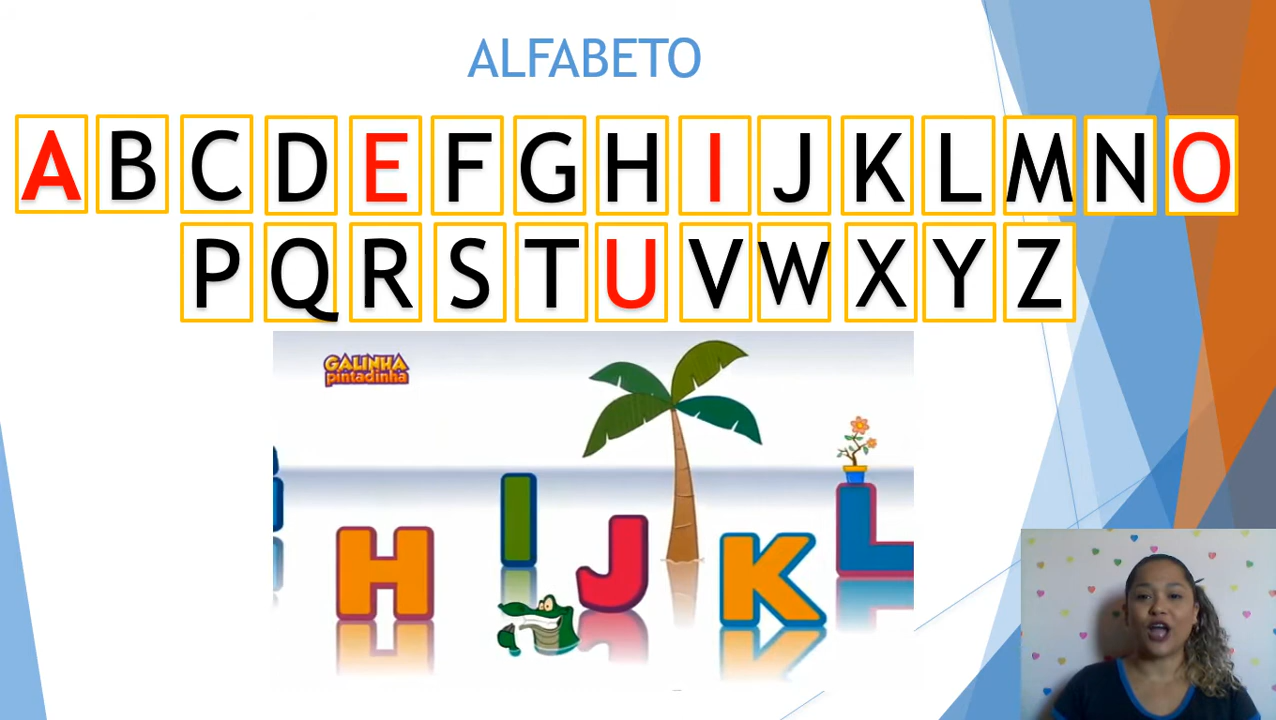 ALFABETO
A B C D E F G H I J K L M N O
P Q R S T U V W X Y Z
GALINHA
pintadinha
H I J K L